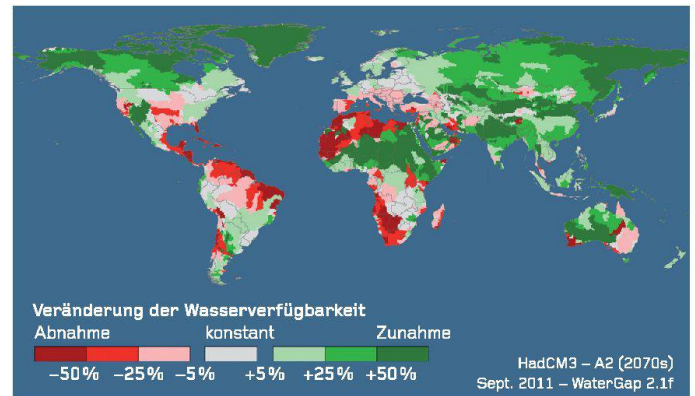 Veränderung der Wasserverfügbarkeit
Abnahme konstant Zunahme
–50% –25% –5% +5% +25% +50%
HadCM3 – A2 (2070s)
Sept. 2011 – WaterGap 2.1f